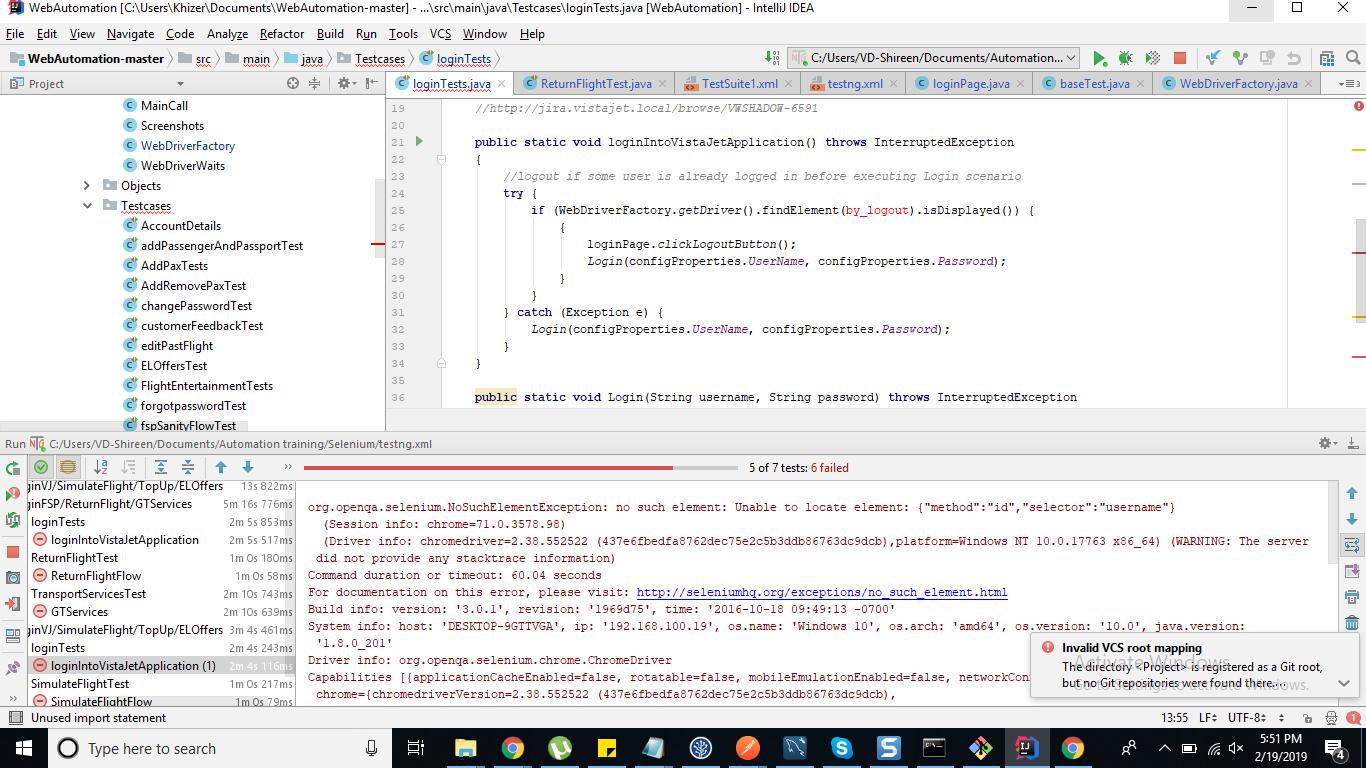 WebAutomation [C:\Users\Khizer\Documents\WebAutomation-master] - ...\src\main\java\Testcases\loginTests.java [WebAutomation] - IntelliJ IDEA
File Edit View Navigate Code Analyze Refactor Build Run Tools VCS Window Help
WebAutomation-master src main java Testcases loginTests C:/Users/VD-Shireen/Documents/Automation...
Project
loginTests.java ReturnFlightTest.java TestSuite1.xml testng.xml loginPage.java baseTest.java WebDriverFactory.java
MainCall
Screenshots
WebDriverFactory
WebDriverWaits
Objects
Testcases
AccountDetails
addPassengerAndPassportTest
AddPaxTests
AddRemovePaxTest
changePasswordTest
customerFeedbackTest
editPastFlight
ELOffersTest
FlightEntertainmentTests
forgotpasswordTest
fspSanityFlowTest
19 //http://jira.vistajet.local/browse/VWSHADOW-6591
20
21 public static void loginIntoVistaJetApplication() throws InterruptedException
22 {
23 //logout if some user is already logged in before executing Login scenario
24 try {
25 if (WebDriverFactory.getDriver().findElement(by_logout).isDisplayed()) {
26 {
27 loginPage.clickLogoutButton();
28 Login(configProperties.UserName, configProperties.Password);
29 }
30 }
31 } catch (Exception e) {
32 Login(configProperties.UserName, configProperties.Password);
33 }
34 }
35
36 public static void Login(String username, String password) throws InterruptedException
Run C:/Users/VD-Shireen/Documents/Automation training/Selenium/testng.xml
5 of 7 tests: 6 failed
ginVJ/SimulateFlight/TopUp/ELOffers 13s 822ms
ginFSP/ReturnFlight/GTServices 5m 16s 776ms
loginTests 2m 5s 853ms
loginIntoVistaJetApplication 2m 5s 517ms
ReturnFlightTest 1m 0s 180ms
ReturnFlightFlow 1m 0s 58ms
TransportServicesTest 2m 10s 743ms
GTServices 2m 10s 639ms
ginVJ/SimulateFlight/TopUp/ELOffers 3m 4s 461ms
loginTests 2m 4s 243ms
loginIntoVistaJetApplication (1) 2m 4s 116ms
SimulateFlightTest 1m 0s 217ms
SimulateFlightFlow 1m 0s 79ms
org.openqa.selenium.NoSuchElementException: no such element: Unable to locate element: {"method":"id","selector":"username"}
(Session info: chrome=71.0.3578.98)
(Driver info: chromedriver=2.38.552522 (437e6fbedfa8762dec75e2c5b3ddb86763dc9dcb),platform=Windows NT 10.0.17763 x86_64) (WARNING: The server
did not provide any stacktrace information)
Command duration or timeout: 60.04 seconds
For documentation on this error, please visit: http://seleniumhq.org/exceptions/no_such_element.html
Build info: version: '3.0.1', revision: '1969d75', time: '2016-10-18 09:49:13 -0700'
System info: host: 'DESKTOP-9GTTVGA', ip: '192.168.100.19', os.name: 'Windows 10', os.arch: 'amd64', os.version: '10.0', java.version:
'1.8.0_201'
Driver info: org.openqa.selenium.chrome.ChromeDriver
Capabilities [{applicationCacheEnabled=false, rotatable=false, mobileEmulationEnabled=false, networkCon
chrome={chromedriverVersion=2.38.552522 (437e6fbedfa8762dec75e2c5b3ddb86763dc9dcb),
Invalid VCS root mapping
Activate Windows
The directory <Project> is registered as a Git root,
but no Git repositories were found there....
Go to Settings to activate Windows.
Unused import statement 13:55 LF UTF-8 1
Type here to search 5:51 PM
2/19/2019 4